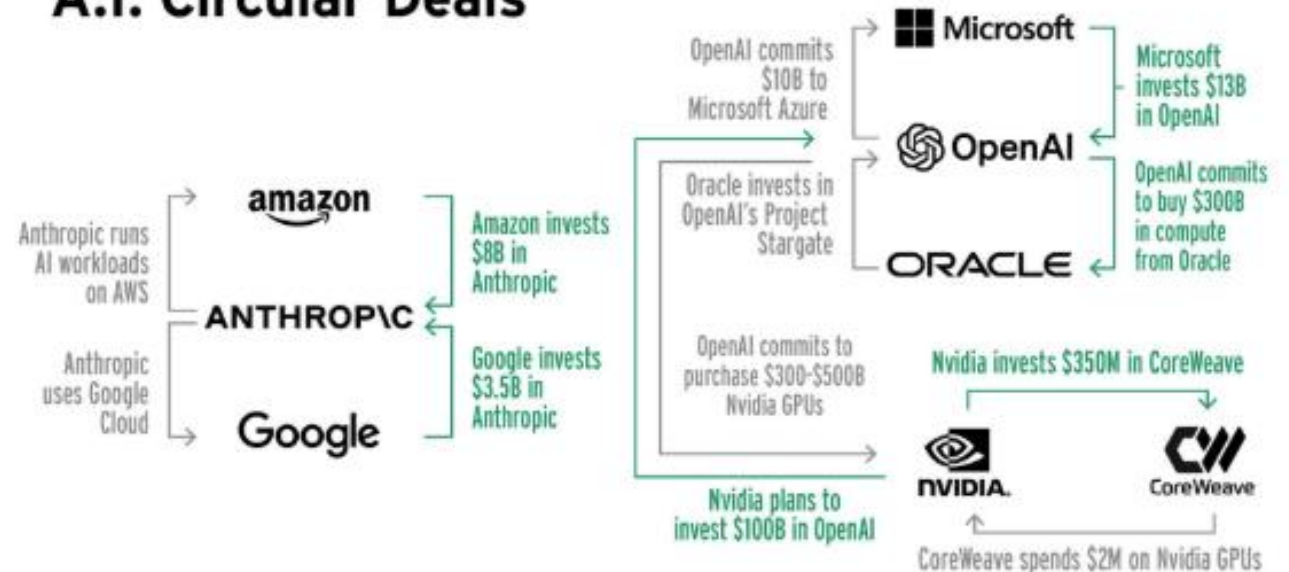 A.I. Circular Deals
OpenAI commits
$10B to
Microsoft Azure
Microsoft
Microsoft
invests $13B
in OpenAI
OpenAI
Oracle invests in
OpenAI's Project
Stargate
OpenAI commits
to buy $300B
in compute
from Oracle
ORACLE
Anthropic runs
AI workloads
on AWS
amazon
Amazon invests
$8B in
Anthropic
ANTHROP\C
Anthropic
uses Google
Cloud
Google invests
$3.5B in
Anthropic
Google
OpenAI commits to
purchase $300-$500B
Nvidia GPUs
Nvidia invests $350M in CoreWeave
NVIDIA.
CoreWeave
Nvidia plans to
invest $100B in OpenAI
CoreWeave spends $2M on Nvidia GPUs